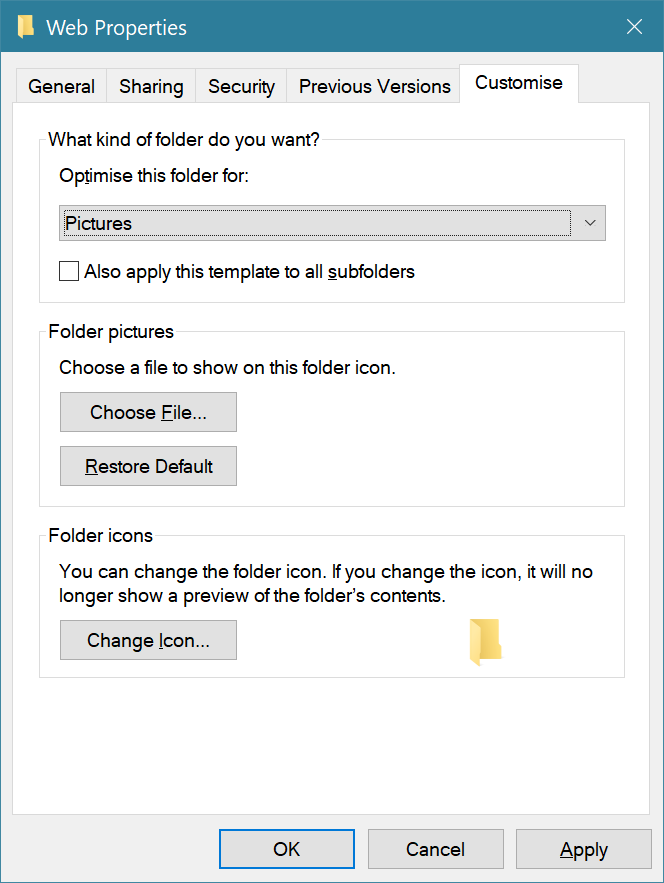 Web Properties
General Sharing Security Previous Versions Customise
What kind of folder do you want?
Optimise this folder for:
Pictures
Also apply this template to all subfolders
Folder pictures
Choose a file to show on this folder icon.
Choose File...
Restore Default
Folder icons
You can change the folder icon. If you change the icon, it will no
longer show a preview of the folder’s contents.
Change Icon...
OK Cancel Apply